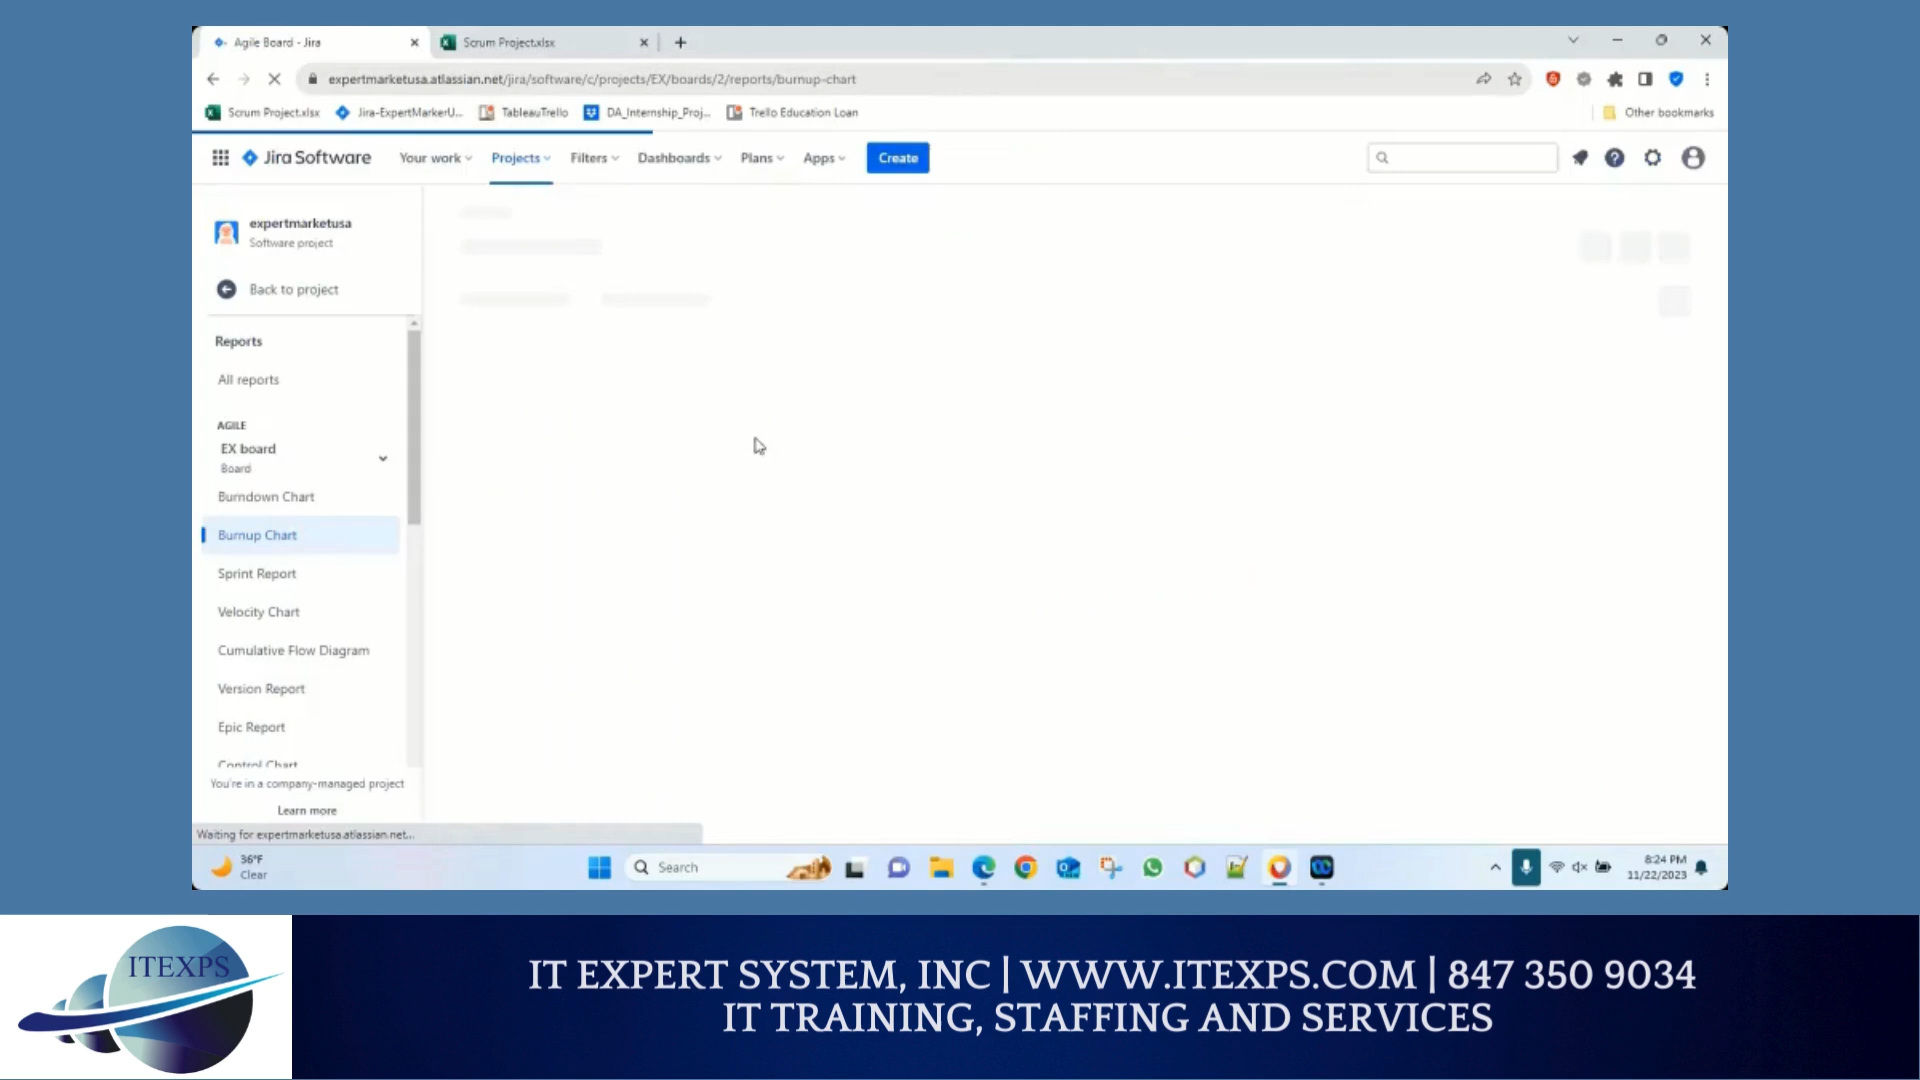 Agile Board - Jira
Scrum Project.xlsx
expertmarketusa.atlassian.net/jira/software/c/projects/EX/boards/2/reports/burnup-chart
Scrum Project.xlsx
Jira-ExpertMarkerU...
TableauTrello
DA_Internship_Proj...
Trello Education Loan
Other bookmarks
Jira Software
Your work
Projects
Filters
Dashboards
Plans
Apps
Create
expertmarketusa
Software project
Back to project
Reports
All reports
AGILE
EX board
Board
Burndown Chart
Burnup Chart
Sprint Report
Velocity Chart
Cumulative Flow Diagram
Version Report
Epic Report
Control Chart
You're in a company-managed project
Learn more
Waiting for expertmarketusa.atlassian.net...
36°F
Clear
Search
8:24 PM
11/22/2023
ITEXPS
IT EXPERT SYSTEM, INC | WWW.ITEXPS.COM | 847 350 9034
IT TRAINING, STAFFING AND SERVICES